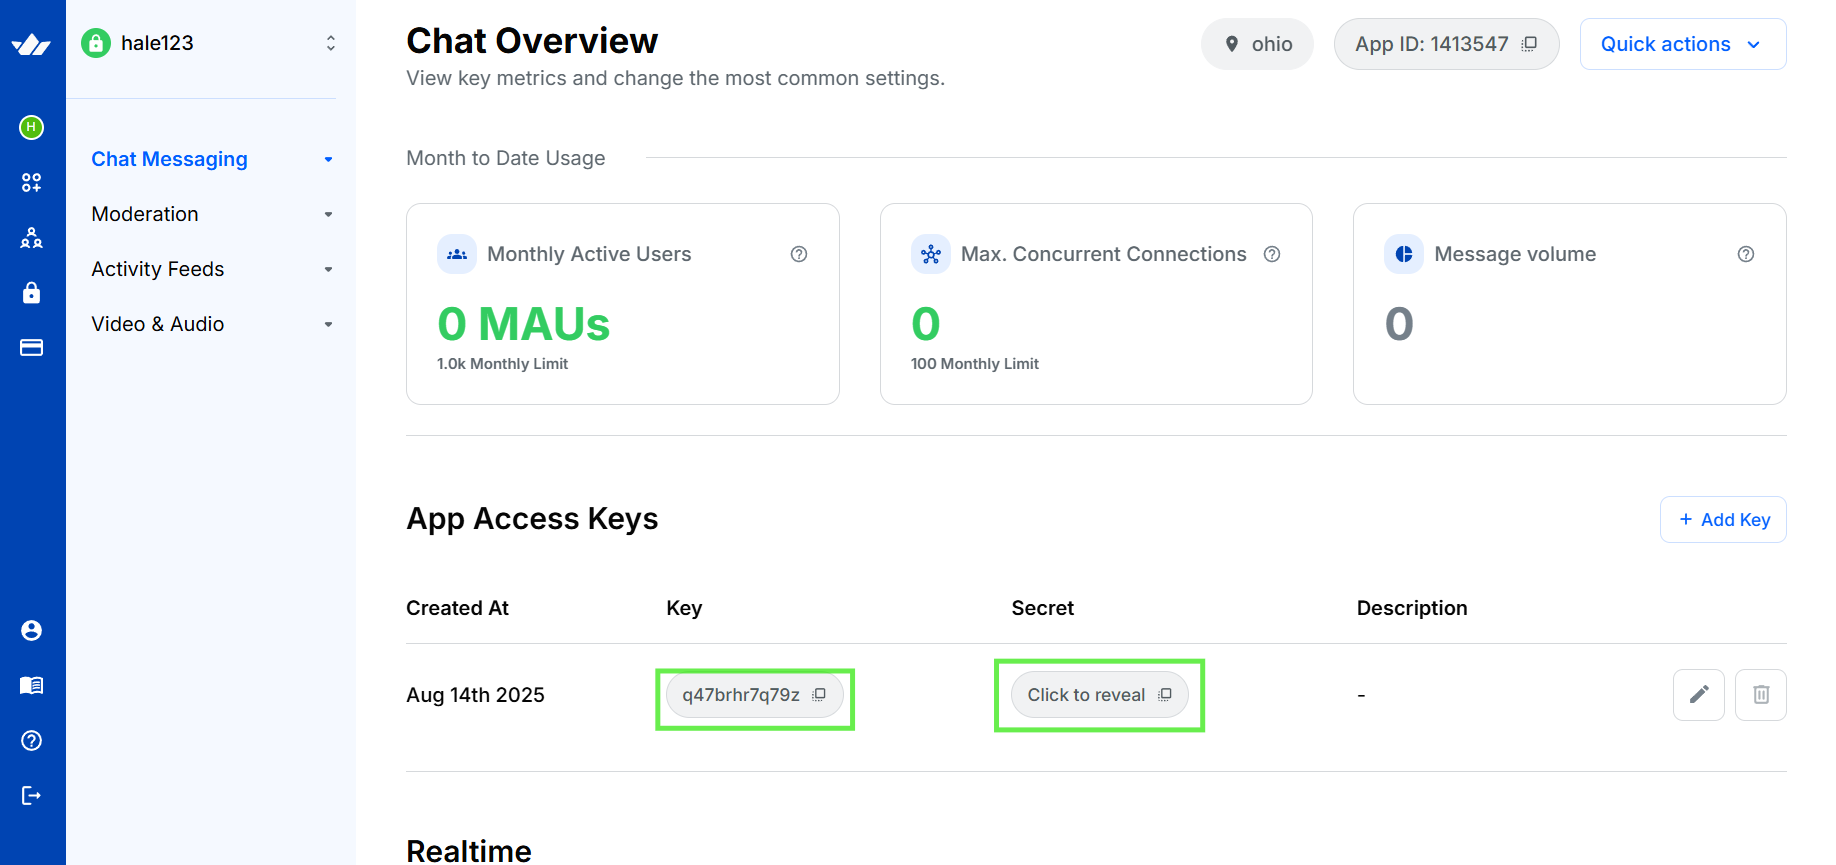 hale123
H
Chat Messaging
Moderation
Activity Feeds
Video & Audio
Chat Overview
View key metrics and change the most common settings.
ohio
App ID: 1413547
Quick actions
Month to Date Usage
Monthly Active Users
0 MAUs
1.0k Monthly Limit
Max. Concurrent Connections
0
100 Monthly Limit
Message volume
0
App Access Keys
+ Add Key
Created At Key Secret Description
Aug 14th 2025 q47brhr7q79z Click to reveal -
Realtime